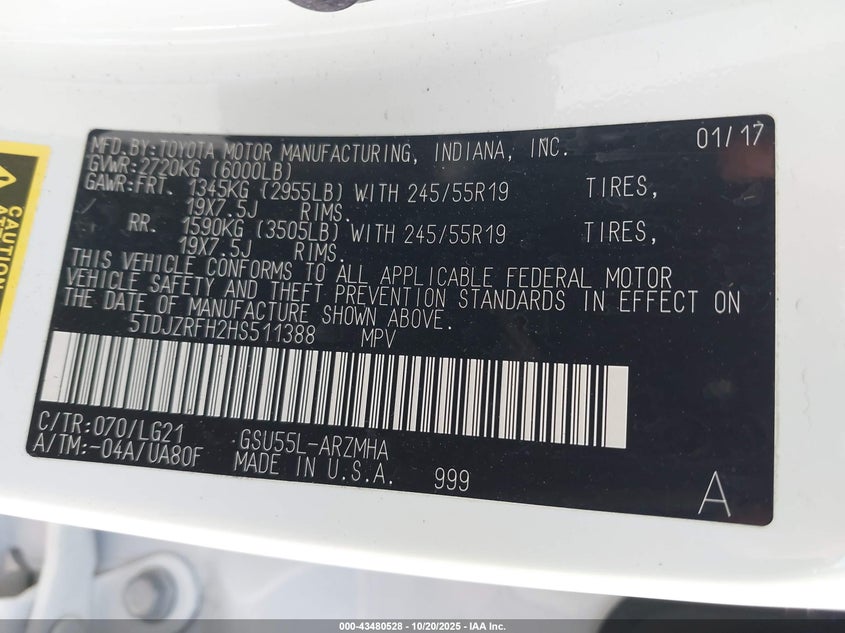 MFD.BY:TOYOTA MOTOR MANUFACTURING, INDIANA, INC. 01/17
GVWR:2720KG (6000LB)
GAWR:FRT. 1345KG (2955LB) WITH 245/55R19 TIRES,
19X7.5J RIMS.
RR. 1590KG (3505LB) WITH 245/55R19 TIRES,
19X7.5J RIMS.
THIS VEHICLE CONFORMS TO ALL APPLICABLE FEDERAL MOTOR
VEHICLE SAFETY AND THEFT PREVENTION STANDARDS IN EFFECT ON
THE DATE OF MANUFACTURE SHOWN ABOVE.
5TDJZRFH2HS511388 MPV
C/TR:070/LG21 GSU55L-ARZMHA
A/TM:-04A/UA80F MADE IN U.S.A. 999
A
CAUTION
000-43480528 - 10/20/2025 - IAA Inc.